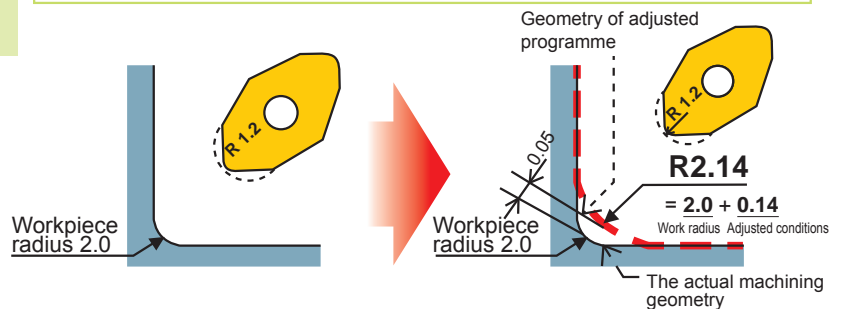 Geometry of adjusted
programme
R 1.2
Workpiece
radius 2.0
R 1.2
0.05
R2.14
= 2.0 + 0.14
Work radius Adjusted conditions
Workpiece
radius 2.0
The actual machining
geometry